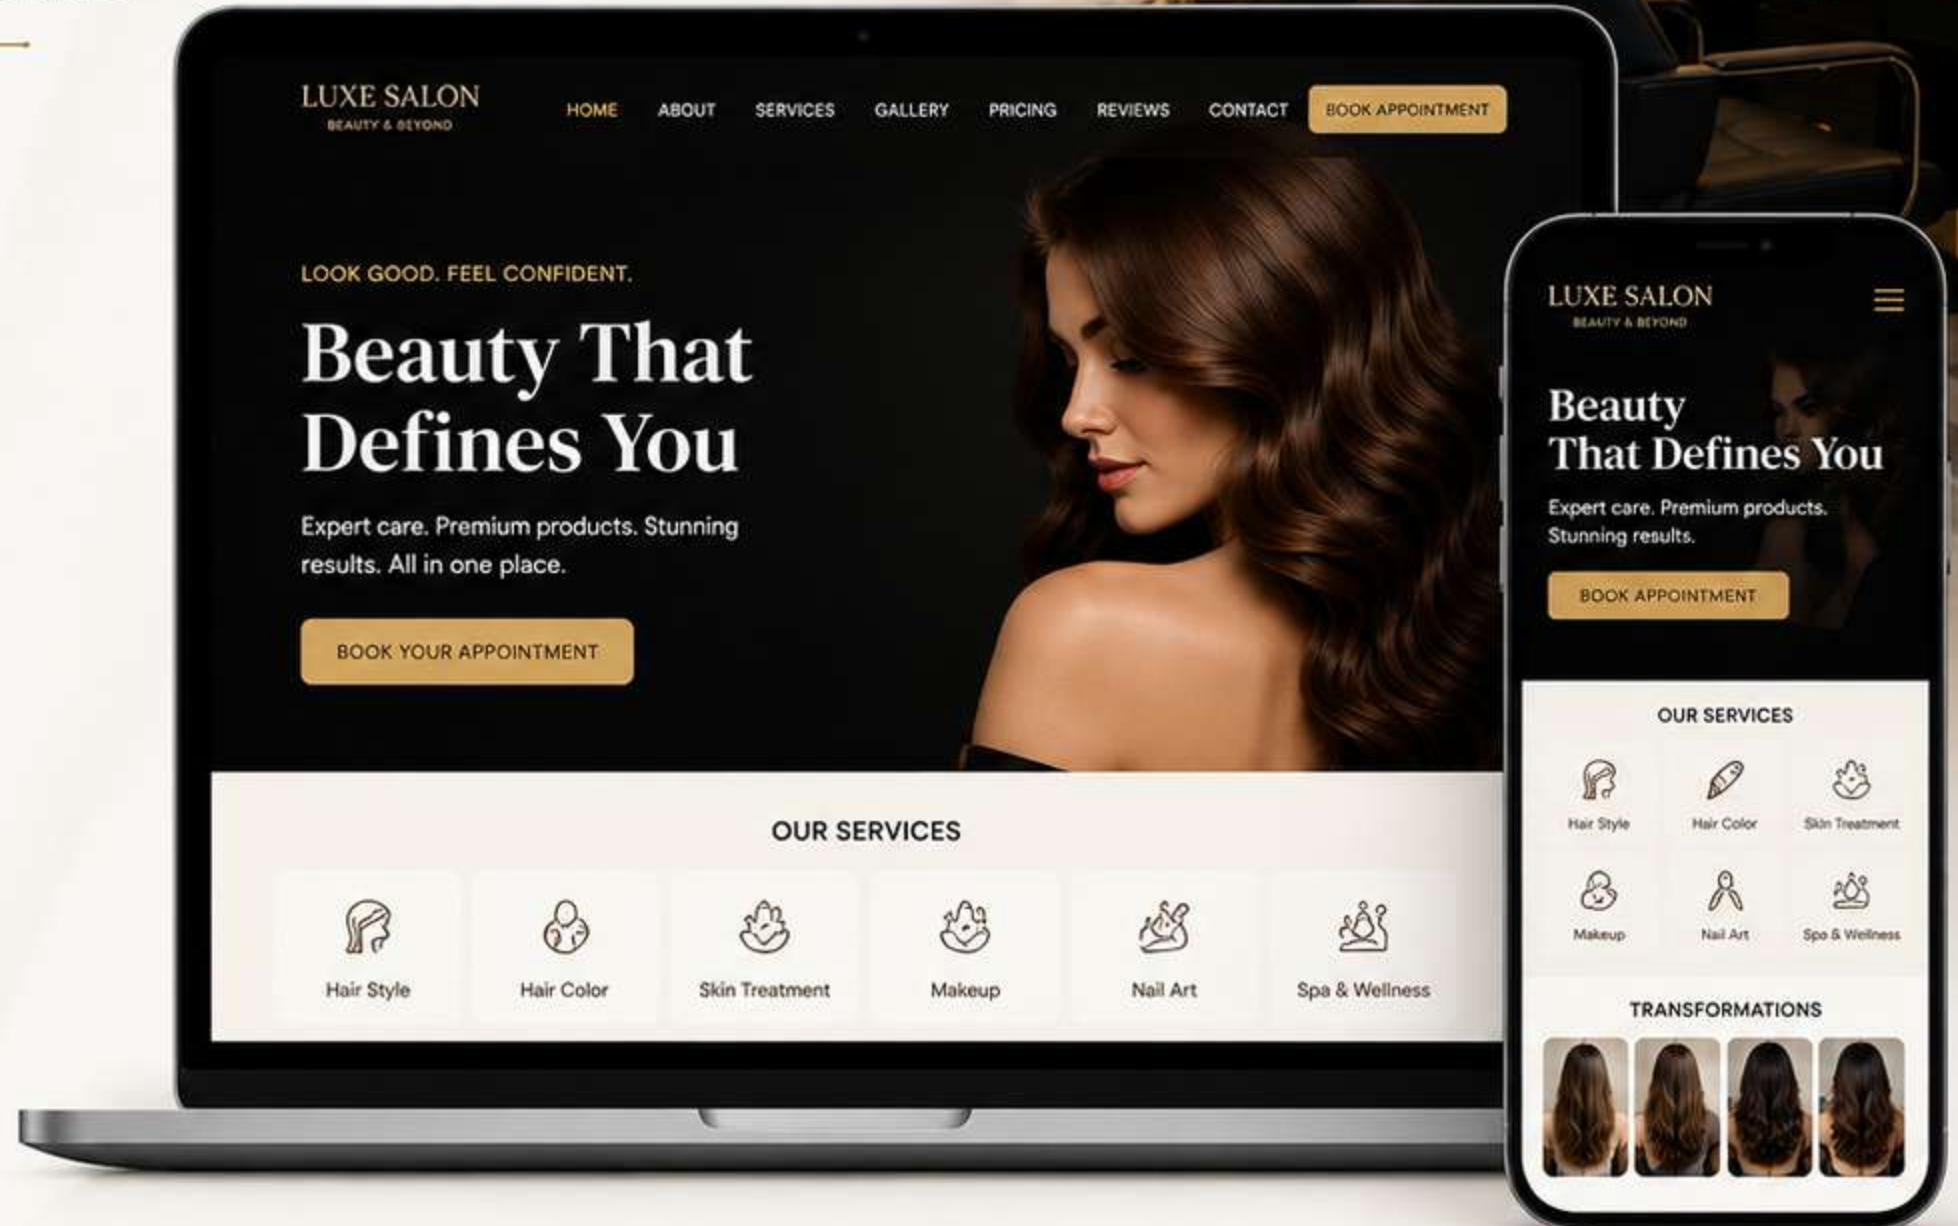 LUXE SALON
BEAUTY & BEYOND
HOME
ABOUT
SERVICES
GALLERY
PRICING
REVIEWS
CONTACT
BOOK APPOINTMENT
LOOK GOOD. FEEL CONFIDENT.
Beauty That
Defines You
Expert care. Premium products. Stunning
results. All in one place.
BOOK YOUR APPOINTMENT
OUR SERVICES
Hair Style
Hair Color
Skin Treatment
Makeup
Nail Art
Spa & Wellness
LUXE SALON
BEAUTY & BEYOND
Beauty
That Defines You
Expert care. Premium products.
Stunning results.
BOOK APPOINTMENT
OUR SERVICES
Hair Style
Hair Color
Skin Treatment
Makeup
Nail Art
Spa & Wellness
TRANSFORMATIONS